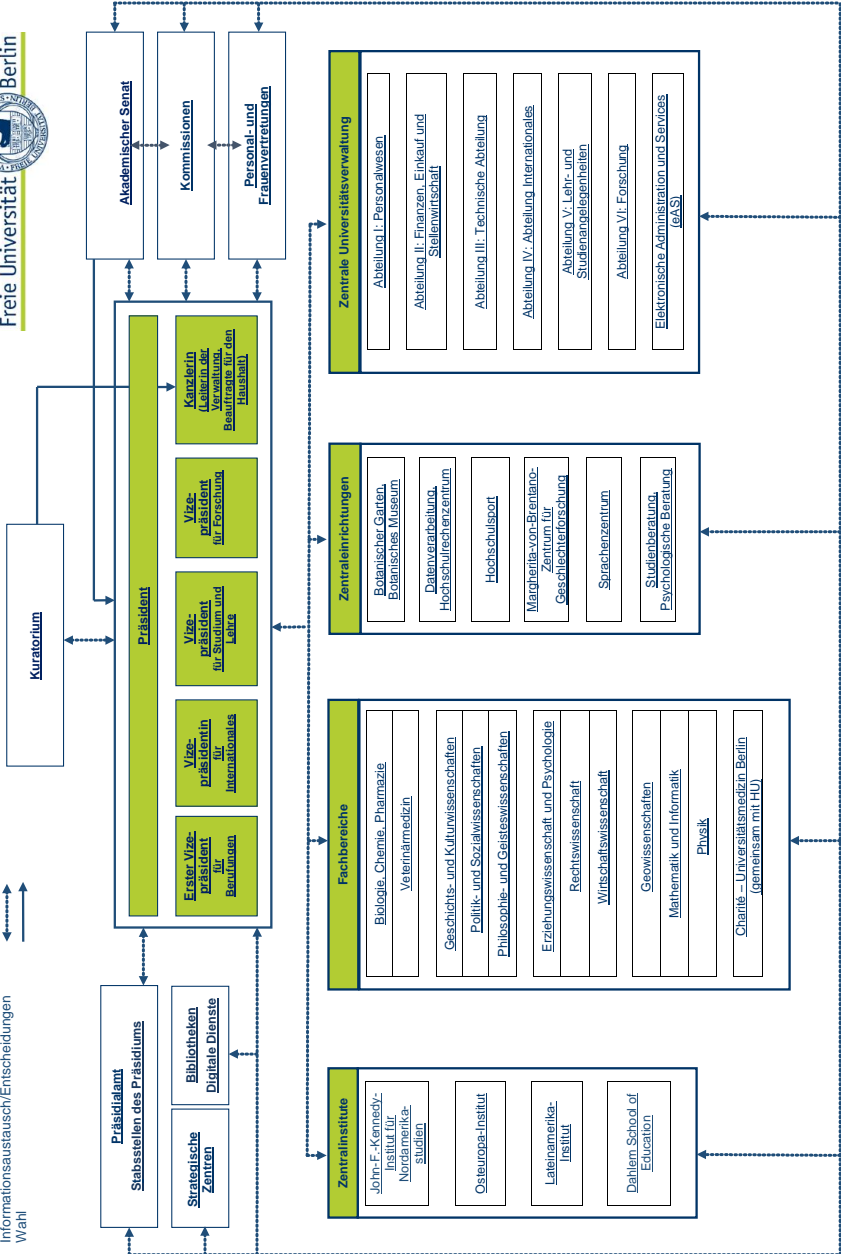 Informationsaustausch/Entscheidungen
Wahl
Freie Universität Berlin
Kuratorium
Präsidialamt
Stabsstellen des Präsidiums
Strategische
Zentren
Bibliotheken
Digitale Dienste
Präsident
Erster Vize-
präsident
für
Berufungen
Vize-
präsidentin
für
Internationales
Vize-
präsident
für Studium und
Lehre
Vize-
präsident
für Forschung
Kanzlerin
(Leiterin der
Verwaltung,
Beauftragte für den
Haushalt)
Akademischer Senat
Kommissionen
Personal- und
Frauenvertretungen
Zentralinstitute
John-F.-Kennedy-
Institut für
Nordamerika-
studien
Osteuropa-Institut
Lateinamerika-
Institut
Dahlem School of
Education
Fachbereiche
Biologie, Chemie, Pharmazie
Veterinärmedizin
Geschichts- und Kulturwissenschaften
Politik- und Sozialwissenschaften
Philosophie- und Geisteswissenschaften
Erziehungswissenschaft und Psychologie
Rechtswissenschaft
Wirtschaftswissenschaft
Geowissenschaften
Mathematik und Informatik
Physik
Charité – Universitätsmedizin Berlin
(gemeinsam mit HU)
Zentraleinrichtungen
Botanischer Garten,
Botanisches Museum
Datenverarbeitung,
Hochschulrechenzentrum
Hochschulsport
Margherita-von-Brentano-
Zentrum für
Geschlechterforschung
Sprachenzentrum
Studienberatung,
Psychologische Beratung
Zentrale Universitätsverwaltung
Abteilung I: Personalwesen
Abteilung II: Finanzen, Einkauf und
Stellenwirtschaft
Abteilung III: Technische Abteilung
Abteilung IV: Abteilung Internationales
Abteilung V: Lehr- und
Studienangelegenheiten
Abteilung VI: Forschung
Elektronische Administration und Services
(eAS)